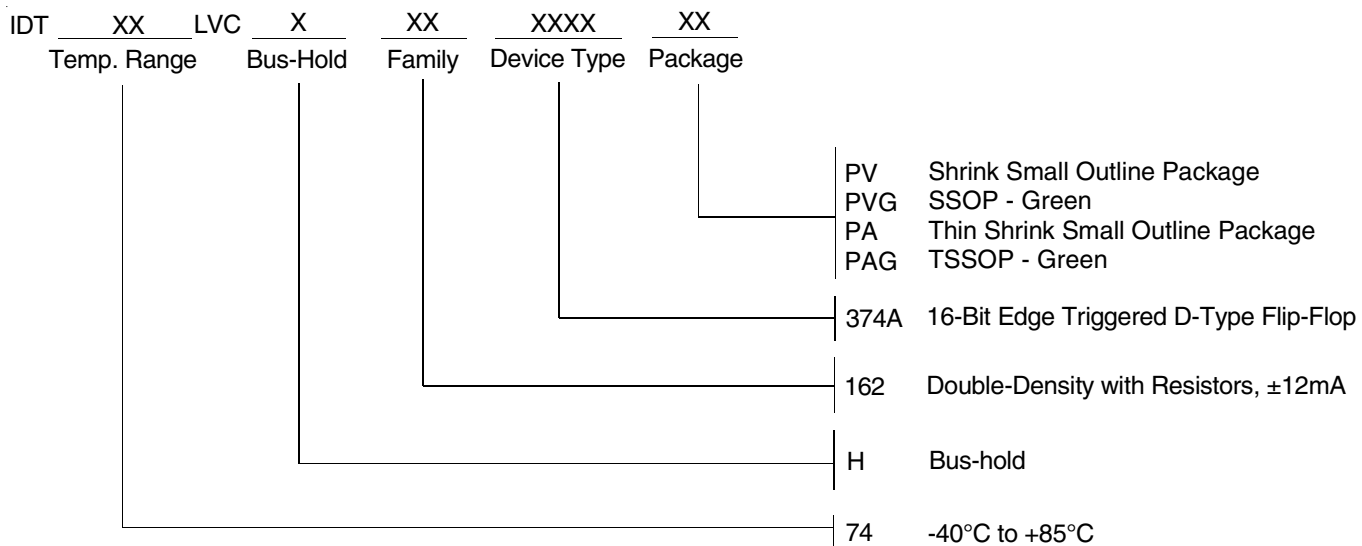 IDT XX LVC X XX XXXX XX
Temp. Range Bus-Hold Family Device Type Package
PV Shrink Small Outline Package
PVG SSOP - Green
PA Thin Shrink Small Outline Package
PAG TSSOP - Green
374A 16-Bit Edge Triggered D-Type Flip-Flop
162 Double-Density with Resistors, ±12mA
H Bus-hold
74 -40°C to +85°C